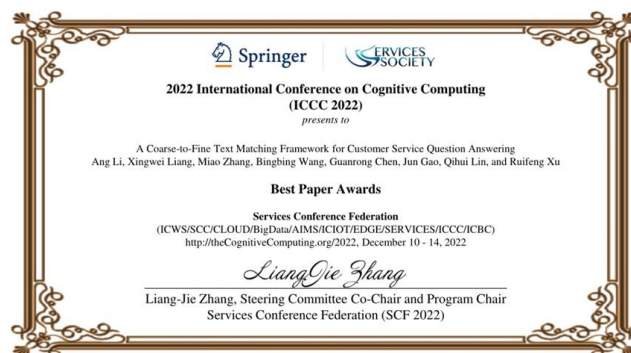 Springer
SERVICES
SOCIETY
2022 International Conference on Cognitive Computing
(ICCC 2022)
presents to
A Coarse-to-Fine Text Matching Framework for Customer Service Question Answering
Ang Li, Xingwei Liang, Miao Zhang, Bingbing Wang, Guanrong Chen, Jun Gao, Qihui Lin, and Ruifeng Xu
Best Paper Awards
Services Conference Federation
(ICWS/SCC/CLOUD/BigData/AIMS/ICIOT/EDGE/SERVICES/ICCC/ICBC)
http://theCognitiveComputing.org/2022, December 10 - 14, 2022
LiangJie Zhang
Liang-Jie Zhang, Steering Committee Co-Chair and Program Chair
Services Conference Federation (SCF 2022)